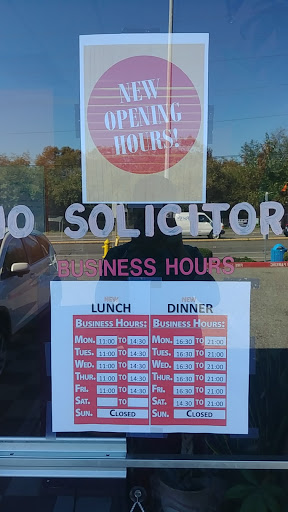 NEW
OPENING
HOURS!
NO SOLICITOR
BUSINESS HOURS
NEW
LUNCH
BUSINESS HOURS:
MON. 11:00 TO 14:30
TUES. 11:00 TO 14:30
WED. 11:00 TO 14:30
THUR. 11:00 TO 14:30
FRI. 11:00 TO 14:30
SAT. TO
SUN. CLOSED
NEW
DINNER
BUSINESS HOURS:
MON. 16:30 TO 21:00
TUES. 16:30 TO 21:00
WED. 16:30 TO 21:00
THUR. 16:30 TO 21:00
FRI. 16:30 TO 21:00
SAT. 14:30 TO 21:00
SUN. CLOSED